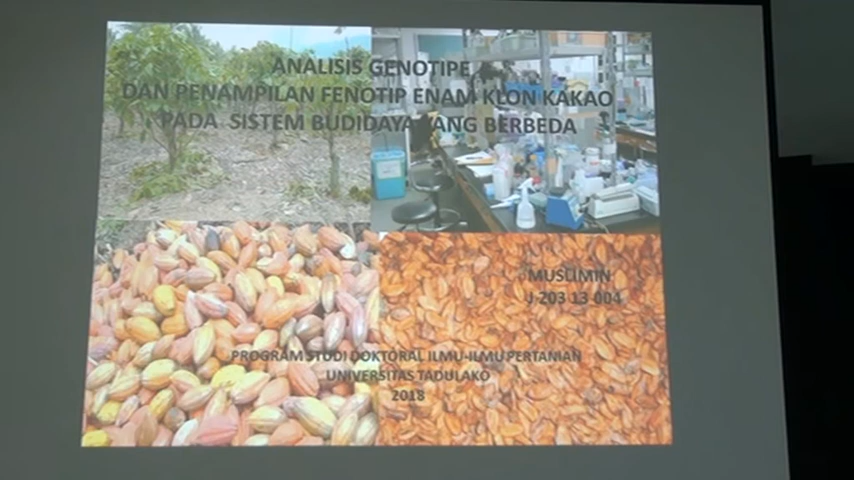 ANALISIS GENOTIPE
DAN PENAMPILAN FENOTIP ENAM KLON KAKAO
PADA SISTEM BUDIDAYA YANG BERBEDA
MUSLIMIN
J 203 13 004
PROGRAM STUDI DOKTORAL ILMU-ILMU PERTANIAN
UNIVERSITAS TADULAKO
2018